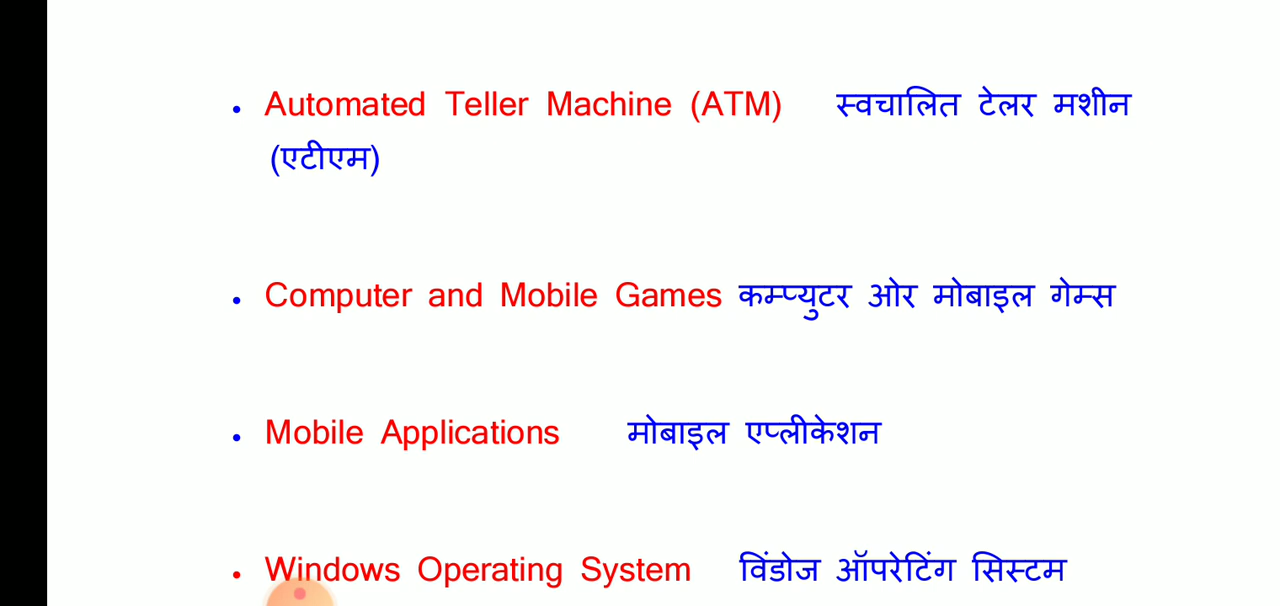 • Automated Teller Machine (ATM) स्वचालित टेलर मशीन
(एटीएम)
• Computer and Mobile Games कम्प्युटर ओर मोबाइल गेम्स
• Mobile Applications मोबाइल एप्लीकेशन
• Windows Operating System विंडोज ऑपरेटिंग सिस्टम